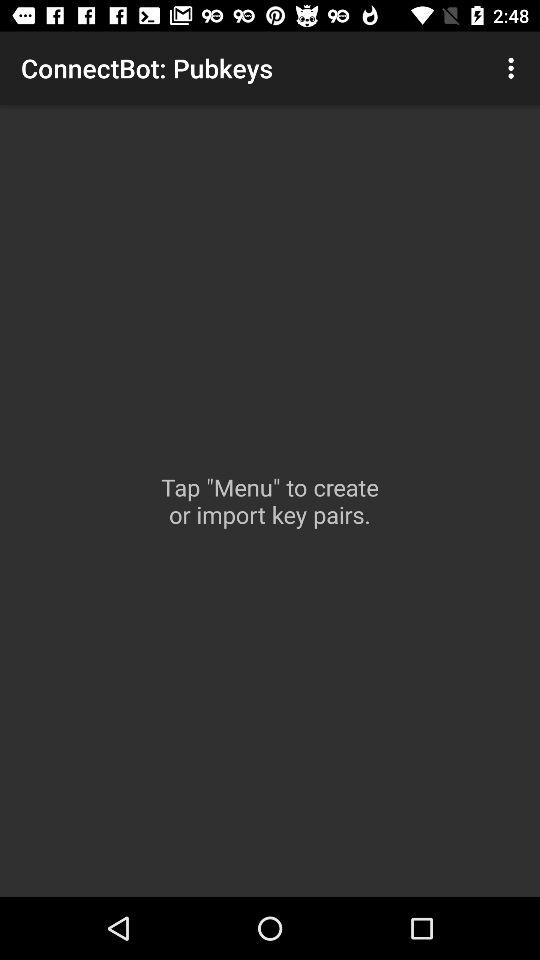 2:48
ConnectBot: Pubkeys
Tap "Menu" to create
or import key pairs.